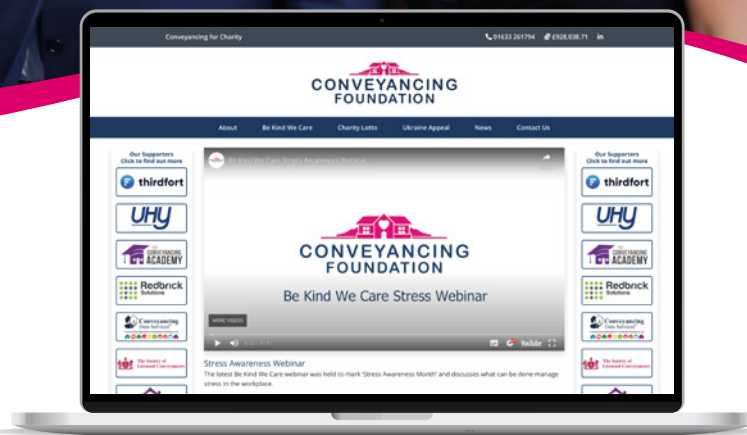 Conveyancing for Charity
01633 261794 £928,038.71 in
CONVEYANCING
FOUNDATION
About Be Kind We Care Charity Lotto Ukraine Appeal News Contact Us
Our Supporters
Click to find out more
thirdfort
UHY
THE
CONVEYANCING
ACADEMY
Redbrick
Solutions
Conveyancing
Data Services
The Society of
Licensed Conveyancers
Be Kind We Care Stress Awareness Webinar
CONVEYANCING
FOUNDATION
Be Kind We Care Stress Webinar
MORE VIDEOS
YouTube
Stress Awareness Webinar
The latest Be Kind We Care webinar was held to mark 'Stress Awareness Month' and discusses what can be done manage
stress in the workplace.
Our Supporters
Click to find out more
thirdfort
UHY
THE
CONVEYANCING
ACADEMY
Redbrick
Solutions
Conveyancing
Data Services
The Society of
Licensed Conveyancers